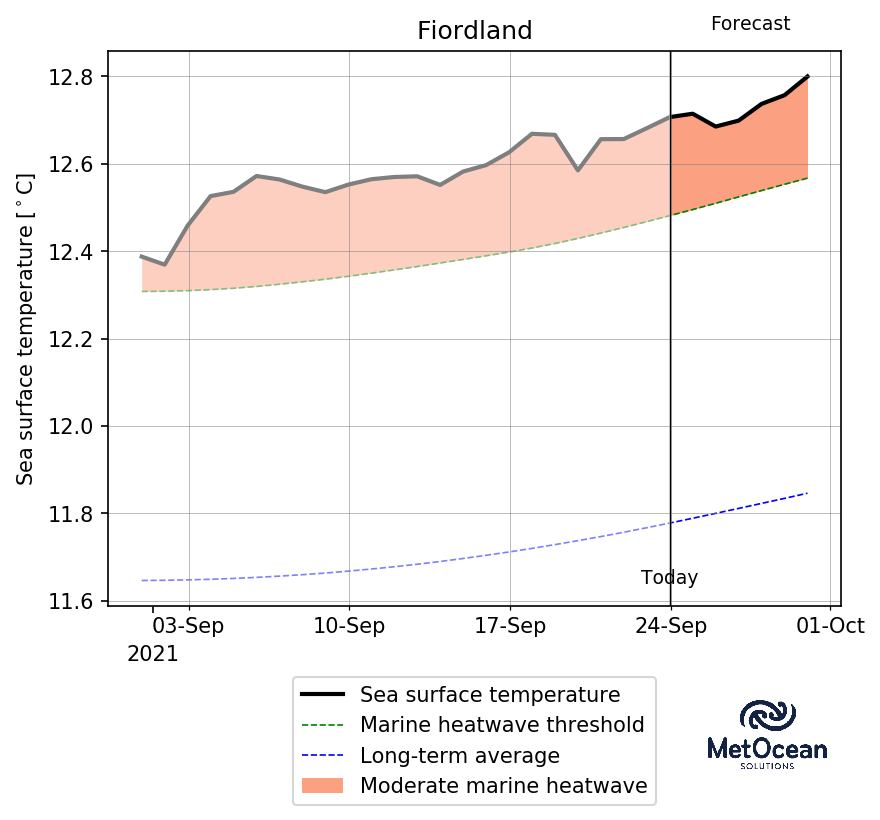 Forecast
Fiordland
Sea surface temperature [°C]
12.8
12.6
12.4
12.2
12.0
11.8
11.6
Today
03-Sep 10-Sep 17-Sep 24-Sep 01-Oct
2021
Sea surface temperature
Marine heatwave threshold
Long-term average
Moderate marine heatwave
MetOcean
SOLUTIONS